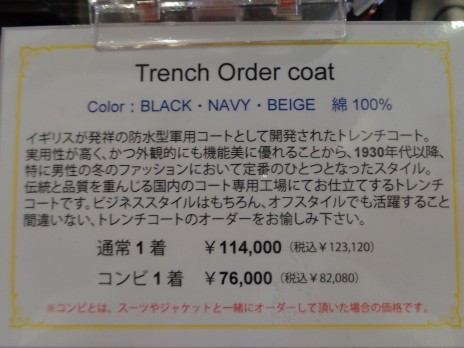 Trench Order coat
Color：BLACK・NAVY・BEIGE　綿 100%
イギリスが発祥の防水型軍用コートとして開発されたトレンチコート。
実用性が高く、かつ外観的にも機能美に優れることから、1930年代以降、
特に男性の冬のファッションにおいて定番のひとつとなったスタイル。
伝統と品質を重んじる国内のコート専用工場にてお仕立てするトレンチ
コートです。ビジネススタイルはもちろん、オフスタイルでも活躍すること
間違いない、トレンチコートのオーダーをお愉しみ下さい。
通常1着　￥114,000（税込￥123,120）
コンビ1着　￥76,000（税込￥82,080）
※コンビとは、スーツやジャケットと一緒にオーダーして頂いた場合の価格です。